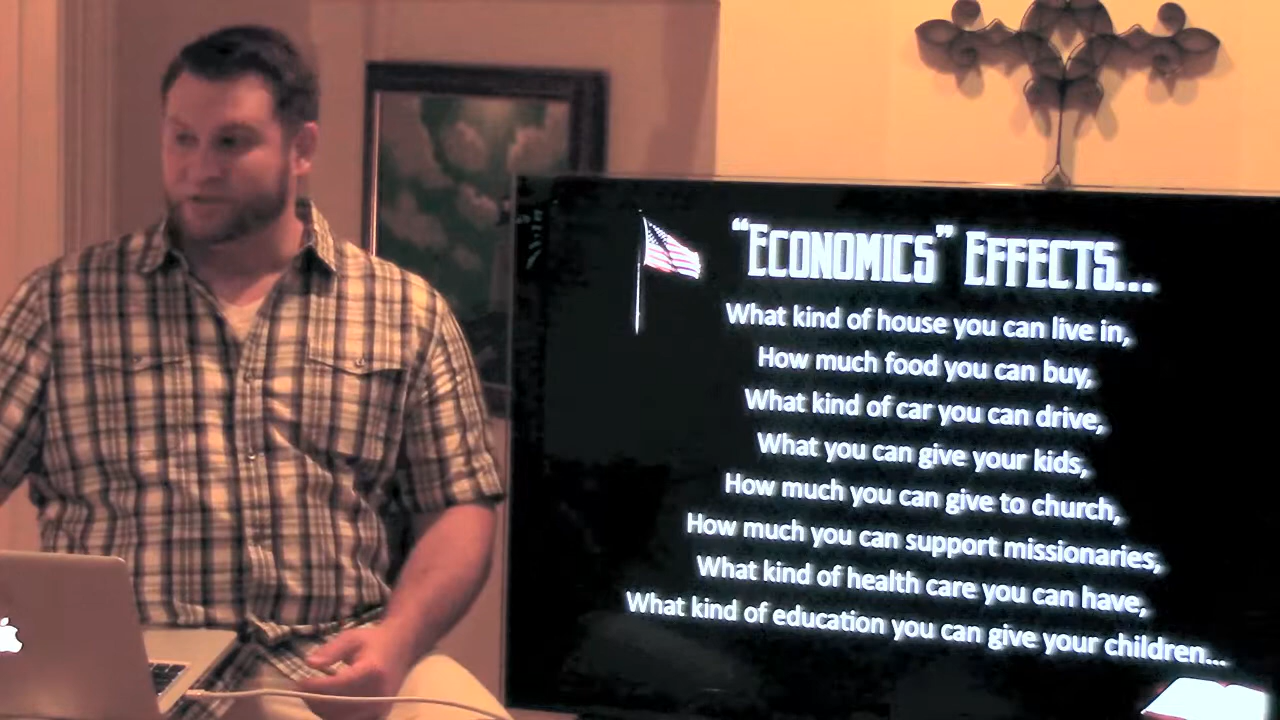 “ECONOMICS” EFFECTS...
What kind of house you can live in,
How much food you can buy,
What kind of car you can drive,
What you can give your kids,
How much you can give to church,
How much you can support missionaries,
What kind of health care you can have,
What kind of education you can give your children...